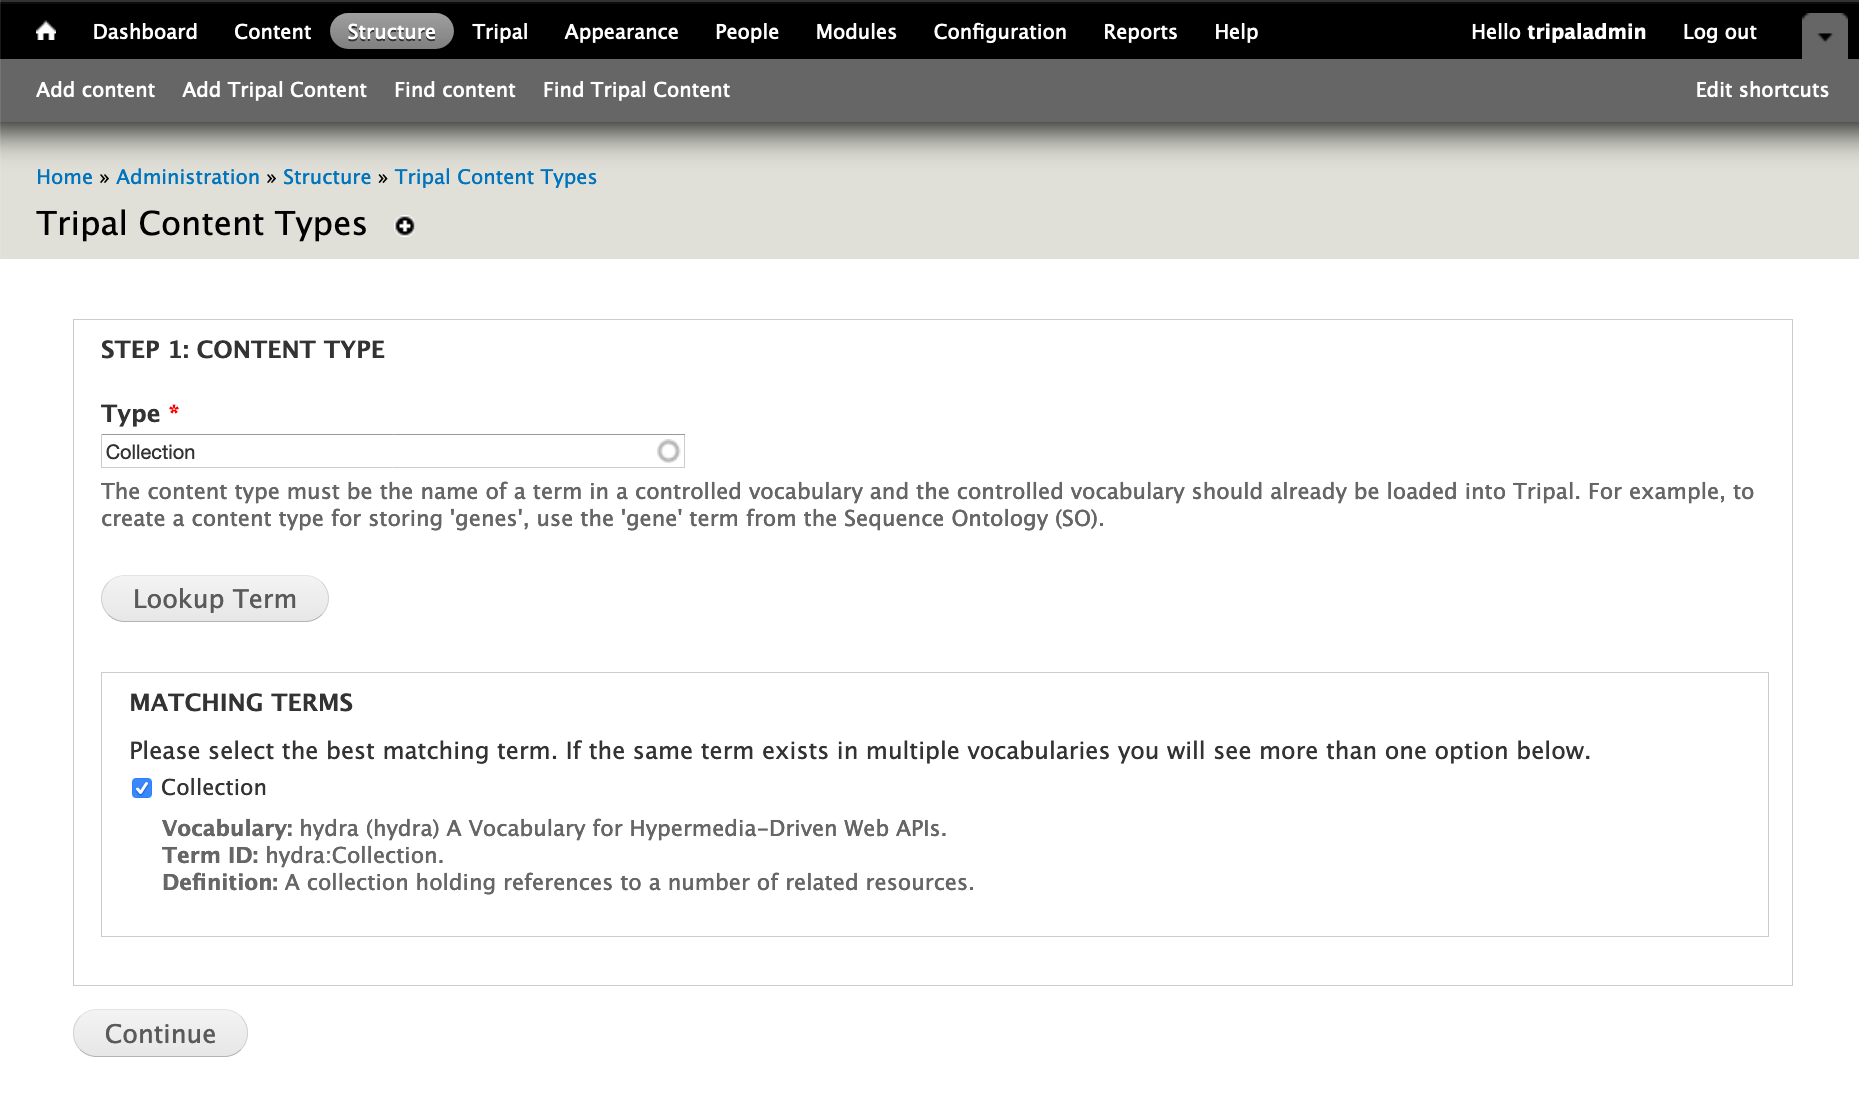 Dashboard Content Structure Tripal Appearance People Modules Configuration Reports Help Hello tripaladmin Log out
Add content Add Tripal Content Find content Find Tripal Content Edit shortcuts
Home » Administration » Structure » Tripal Content Types
Tripal Content Types
STEP 1: CONTENT TYPE
Type *
Collection
The content type must be the name of a term in a controlled vocabulary and the controlled vocabulary should already be loaded into Tripal. For example, to
create a content type for storing 'genes', use the 'gene' term from the Sequence Ontology (SO).
Lookup Term
MATCHING TERMS
Please select the best matching term. If the same term exists in multiple vocabularies you will see more than one option below.
Collection
Vocabulary: hydra (hydra) A Vocabulary for Hypermedia-Driven Web APIs.
Term ID: hydra:Collection.
Definition: A collection holding references to a number of related resources.
Continue